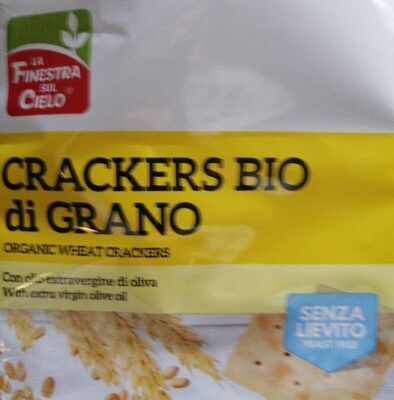 LA
FINESTRA
SUL
CIELO®
CRACKERS BIO
di GRANO
ORGANIC WHEAT CRACKERS
Con olio extravergine di oliva
With extra virgin olive oil
SENZA
LIEVITO
YEAST FREE